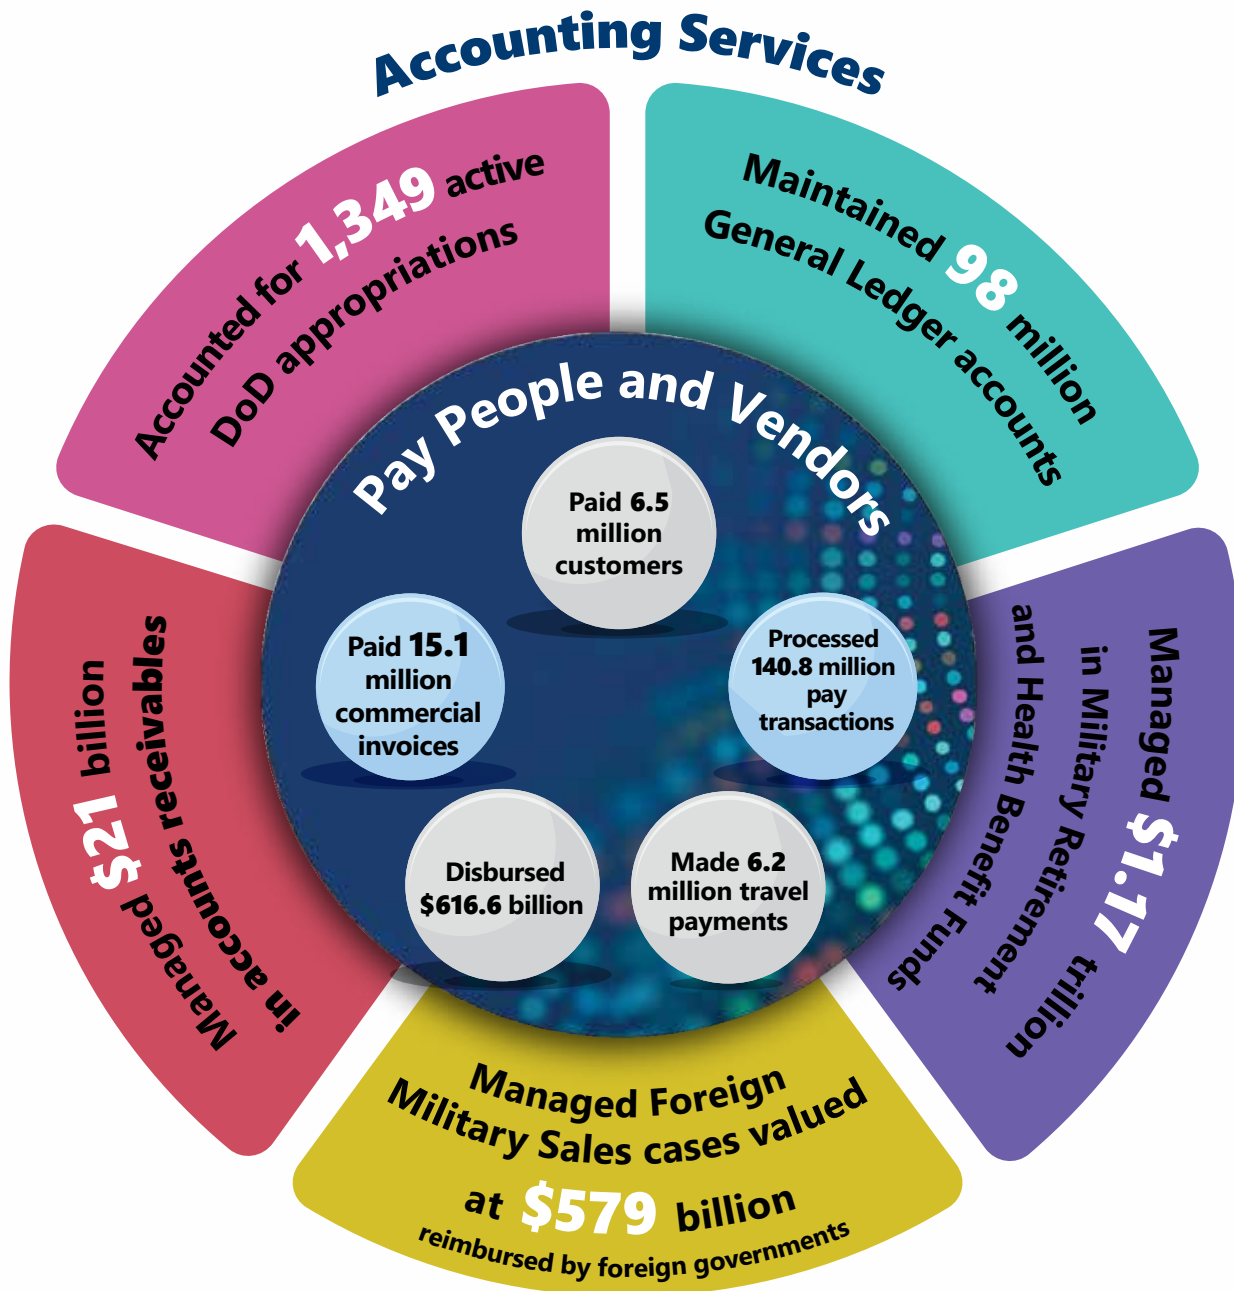 Accounting Services
Accounted for 1,349 active
DoD appropriations
Maintained 98 million
General Ledger accounts
Managed $1.17 trillion
in Military Retirement
and Health Benefit Funds
Managed Foreign
Military Sales cases valued
at $579 billion
reimbursed by foreign governments
Managed $21 billion
in accounts receivables
Pay People and Vendors
Paid 6.5
million
customers
Processed
140.8 million
pay
transactions
Made 6.2
million travel
payments
Disbursed
$616.6 billion
Paid 15.1
million
commercial
invoices